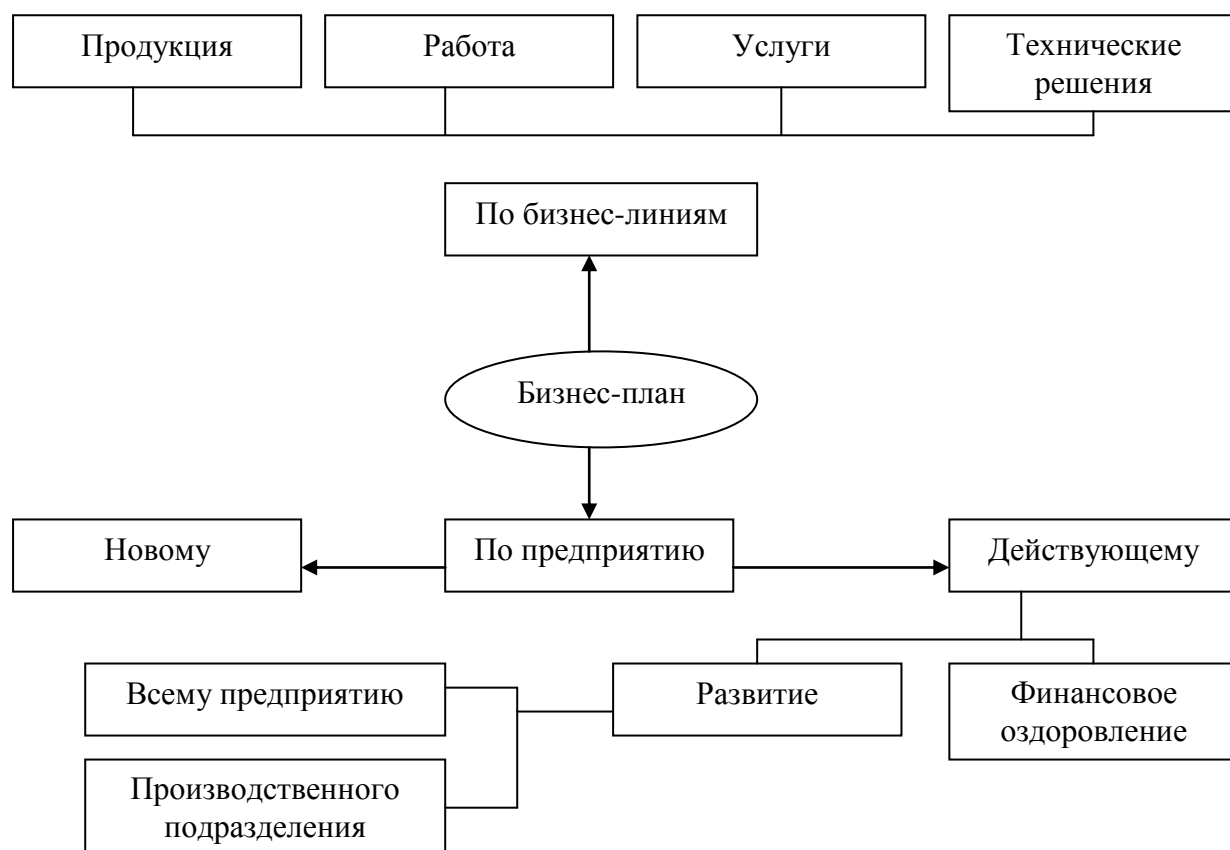 Продукция
Работа
Услуги
Технические
решения
По бизнес-линиям
Бизнес-план
Новому
По предприятию
Действующему
Всему предприятию
Развитие
Финансовое
оздоровление
Производственного
подразделения